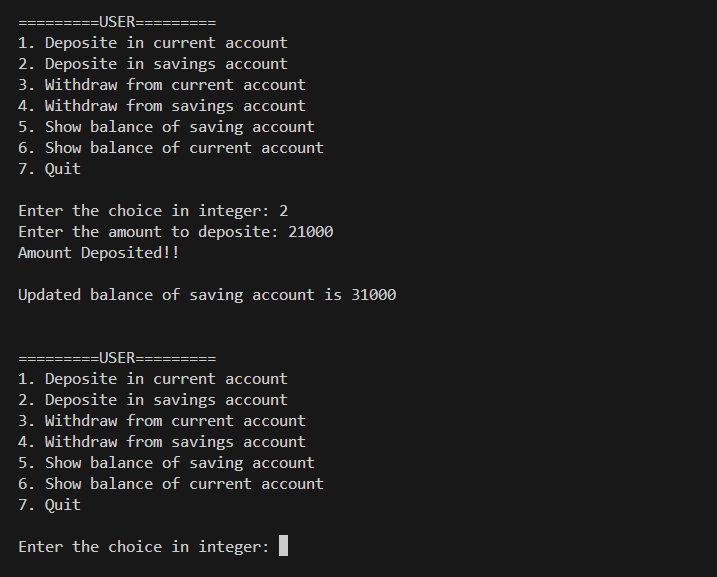 =========USER=========
1. Deposite in current account
2. Deposite in savings account
3. Withdraw from current account
4. Withdraw from savings account
5. Show balance of saving account
6. Show balance of current account
7. Quit
Enter the choice in integer: 2
Enter the amount to deposite: 21000
Amount Deposited!!
Updated balance of saving account is 31000
=========USER=========
1. Deposite in current account
2. Deposite in savings account
3. Withdraw from current account
4. Withdraw from savings account
5. Show balance of saving account
6. Show balance of current account
7. Quit
Enter the choice in integer: